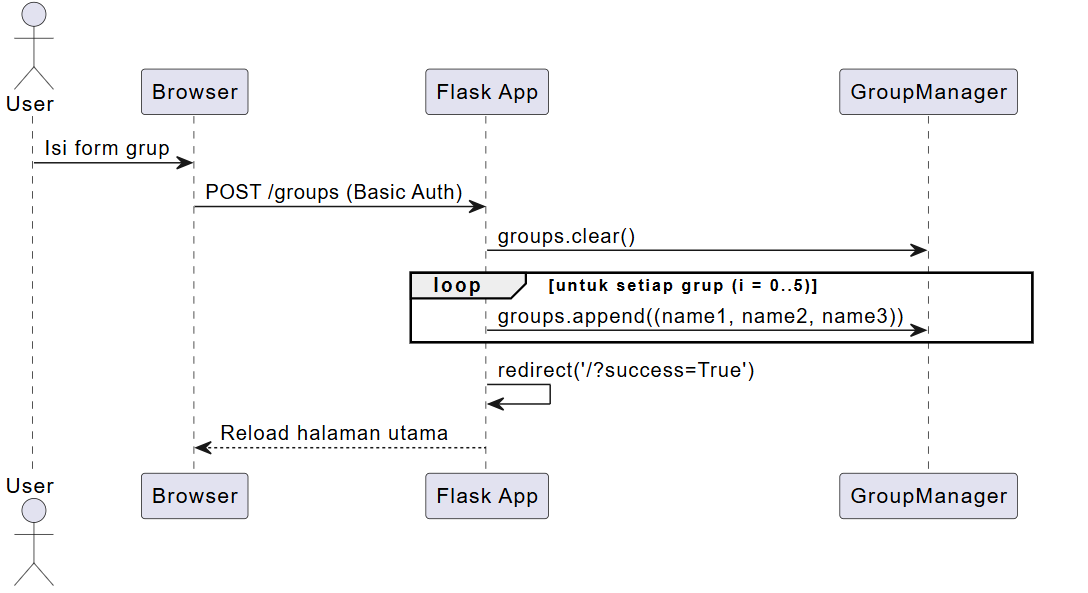 User
Browser
Flask App
GroupManager
Isi form grup
POST /groups (Basic Auth)
groups.clear()
loop
[untuk setiap grup (i = 0..5)]
groups.append((name1, name2, name3))
redirect('/?success=True')
Reload halaman utama
User
Browser
Flask App
GroupManager